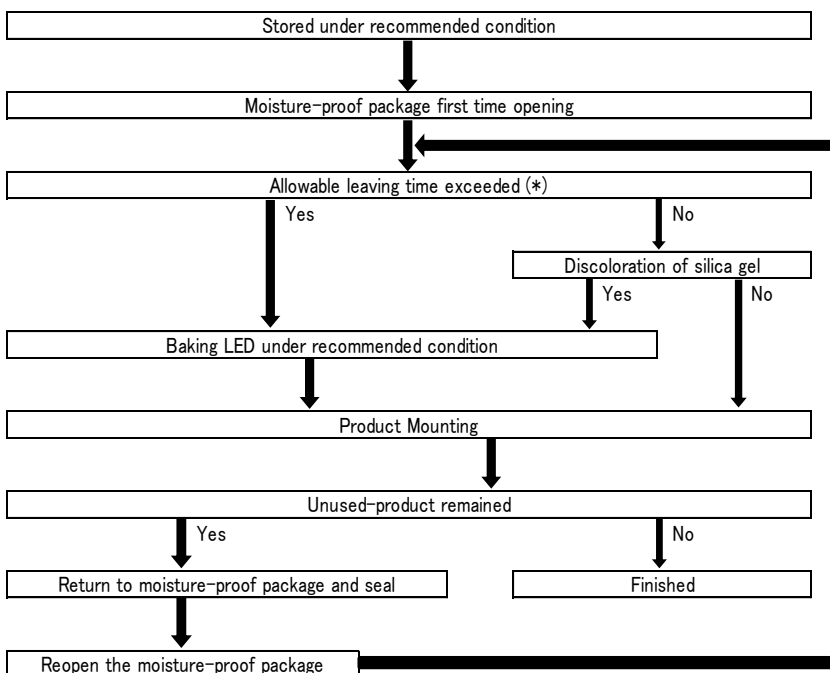 Stored under recommended condition
Moisture-proof package first time opening
Allowable leaving time exceeded (*)
Yes
No
Discoloration of silica gel
Yes
No
Baking LED under recommended condition
Product Mounting
Unused-product remained
Yes
No
Return to moisture-proof package and seal
Finished
Reopen the moisture-proof package